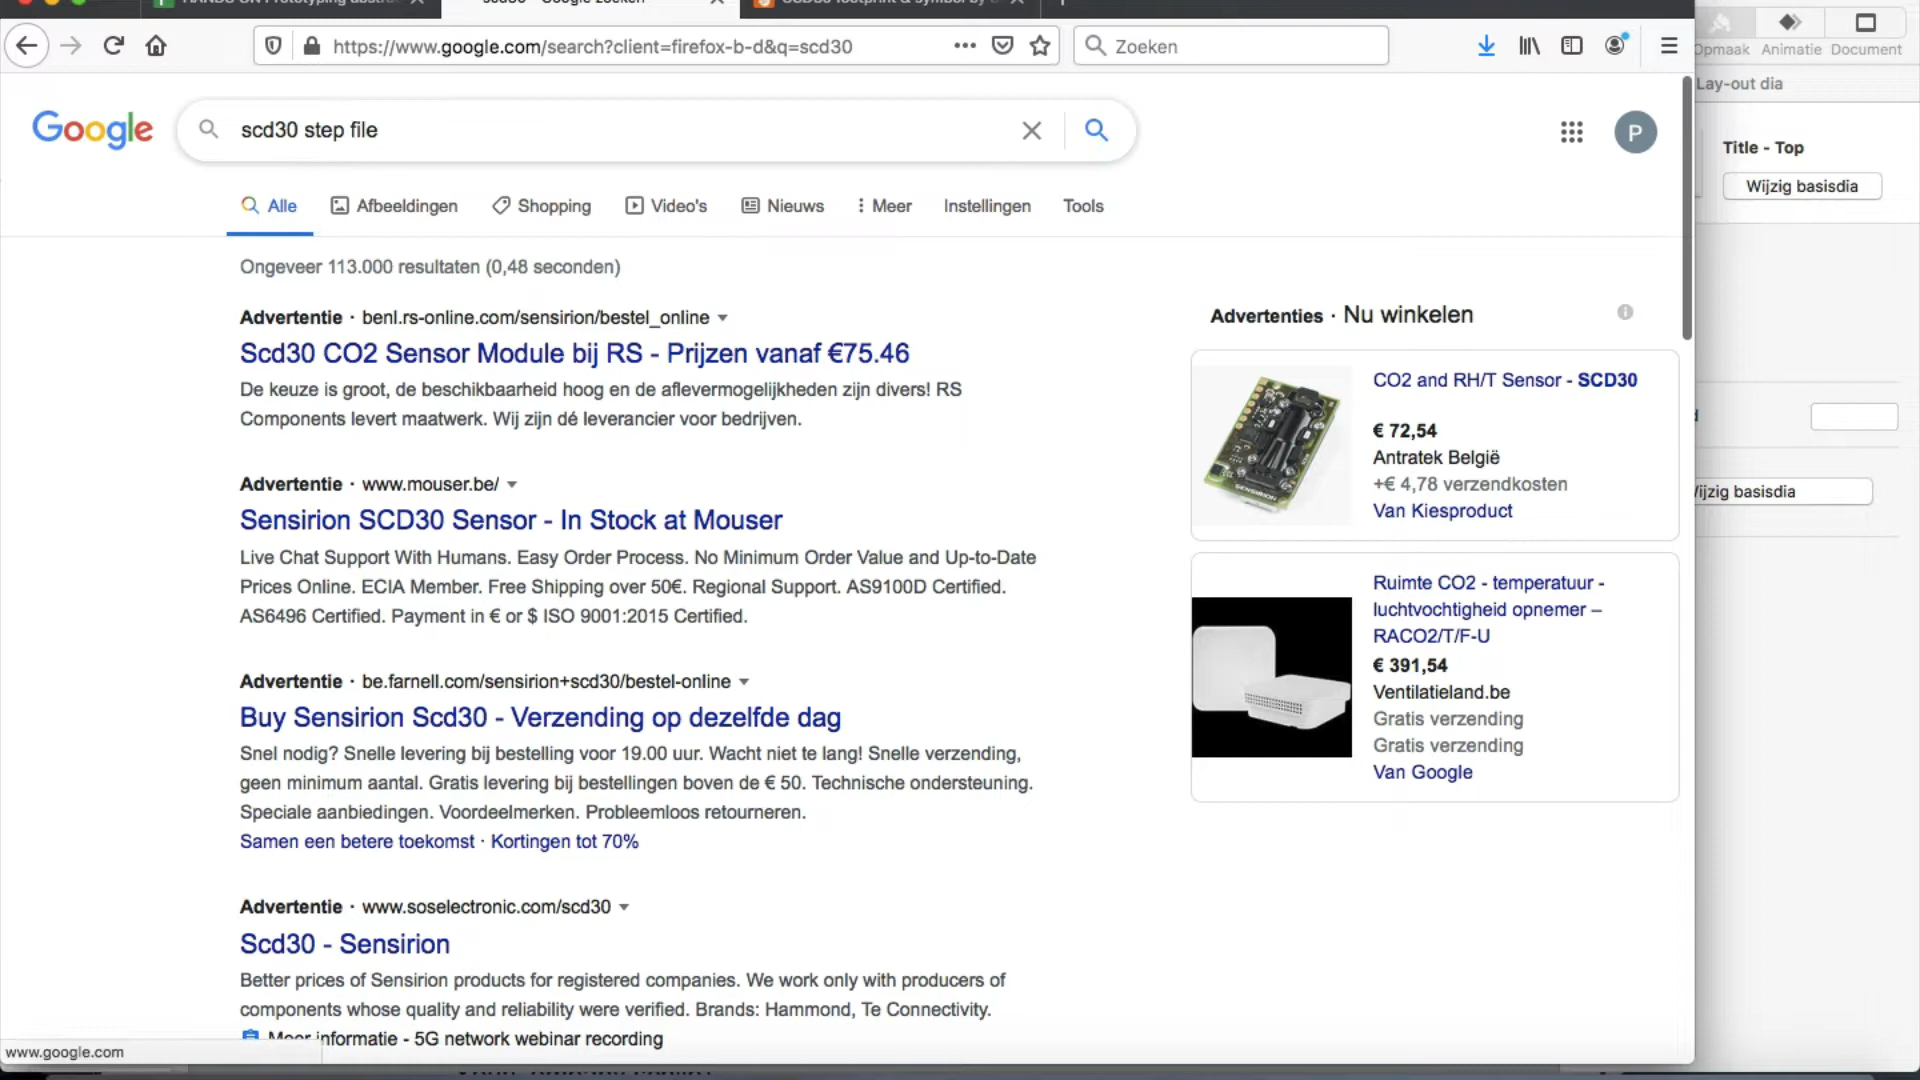 https://www.google.com/search?client=firefox-b-d&q=scd30
Zoeken
Opmaak Animatie Document
Lay-out dia
Google
scd30 step file
P
Title - Top
Wijzig basisdia
Alle Afbeeldingen Shopping Video's Nieuws Meer Instellingen Tools
Ongeveer 113.000 resultaten (0,48 seconden)
Advertentie · benl.rs-online.com/sensirion/bestel_online
Scd30 CO2 Sensor Module bij RS - Prijzen vanaf €75.46
De keuze is groot, de beschikbaarheid hoog en de aflevermogelijkheden zijn divers! RS
Components levert maatwerk. Wij zijn dé leverancier voor bedrijven.
Advertentie · www.mouser.be/
Sensirion SCD30 Sensor - In Stock at Mouser
Live Chat Support With Humans. Easy Order Process. No Minimum Order Value and Up-to-Date
Prices Online. ECIA Member. Free Shipping over 50€. Regional Support. AS9100D Certified.
AS6496 Certified. Payment in € or $ ISO 9001:2015 Certified.
Advertentie · be.farnell.com/sensirion+scd30/bestel-online
Buy Sensirion Scd30 - Verzending op dezelfde dag
Snel nodig? Snelle levering bij bestelling voor 19.00 uur. Wacht niet te lang! Snelle verzending,
geen minimum aantal. Gratis levering bij bestellingen boven de € 50. Technische ondersteuning.
Speciale aanbiedingen. Voordeelmerken. Probleemloos retourneren.
Samen een betere toekomst · Kortingen tot 70%
Advertentie · www.soselectronic.com/scd30
Scd30 - Sensirion
Better prices of Sensirion products for registered companies. We work only with producers of
components whose quality and reliability were verified. Brands: Hammond, Te Connectivity.
Meer informatie - 5G network webinar recording
www.google.com
Advertenties · Nu winkelen
CO2 and RH/T Sensor - SCD30
€ 72,54
Antratek België
+€ 4,78 verzendkosten
Van Kiesproduct
SENSIRION
Ruimte CO2 - temperatuur -
luchtvochtigheid opnemer –
RACO2/T/F-U
€ 391,54
Ventilatieland.be
Gratis verzending
Gratis verzending
Van Google
ijzig basisdia